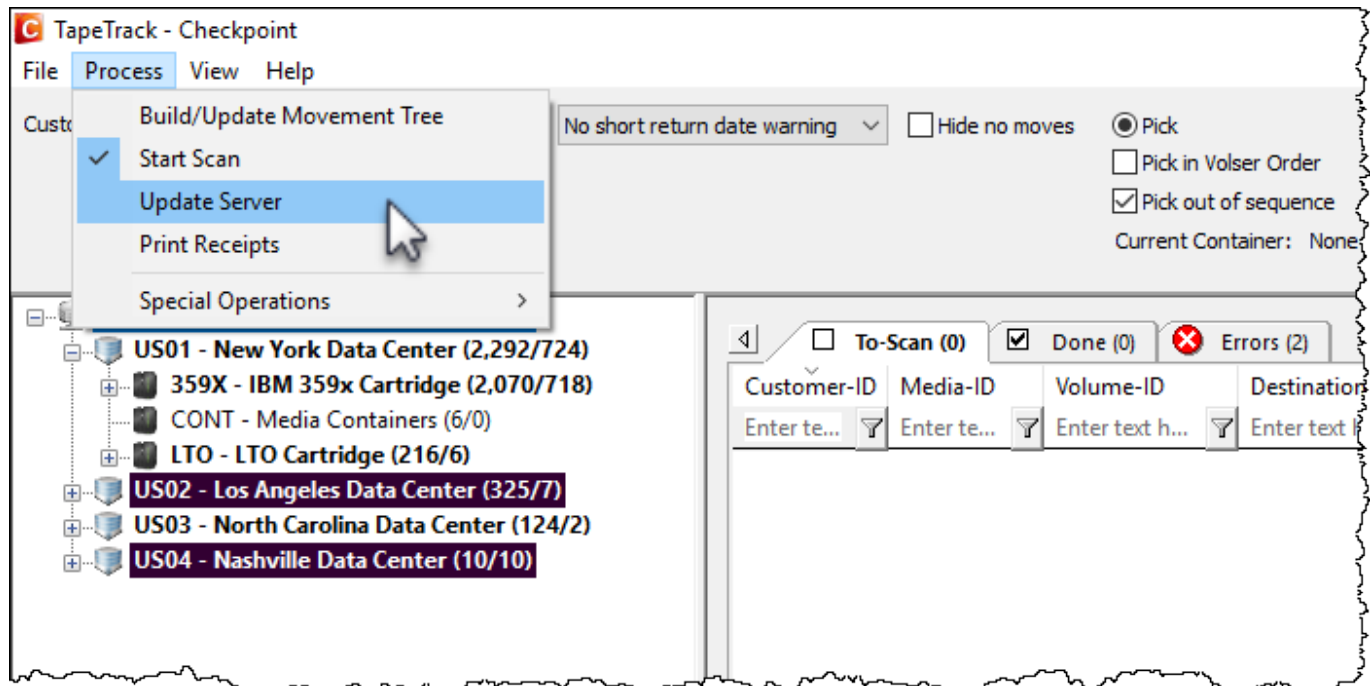 TapeTrack - Checkpoint
File Process View Help
Build/Update Movement Tree
Start Scan
Update Server
Print Receipts
Special Operations
No short return date warning
Hide no moves
Pick
Pick in Volser Order
Pick out of sequence
Current Container: None
US01 - New York Data Center (2,292/724)
359X - IBM 359x Cartridge (2,070/718)
CONT - Media Containers (6/0)
LTO - LTO Cartridge (216/6)
US02 - Los Angeles Data Center (325/7)
US03 - North Carolina Data Center (124/2)
US04 - Nashville Data Center (10/10)
To-Scan (0) Done (0) Errors (2)
Customer-ID Media-ID Volume-ID Destination
Enter te... Enter te... Enter text h... Enter text